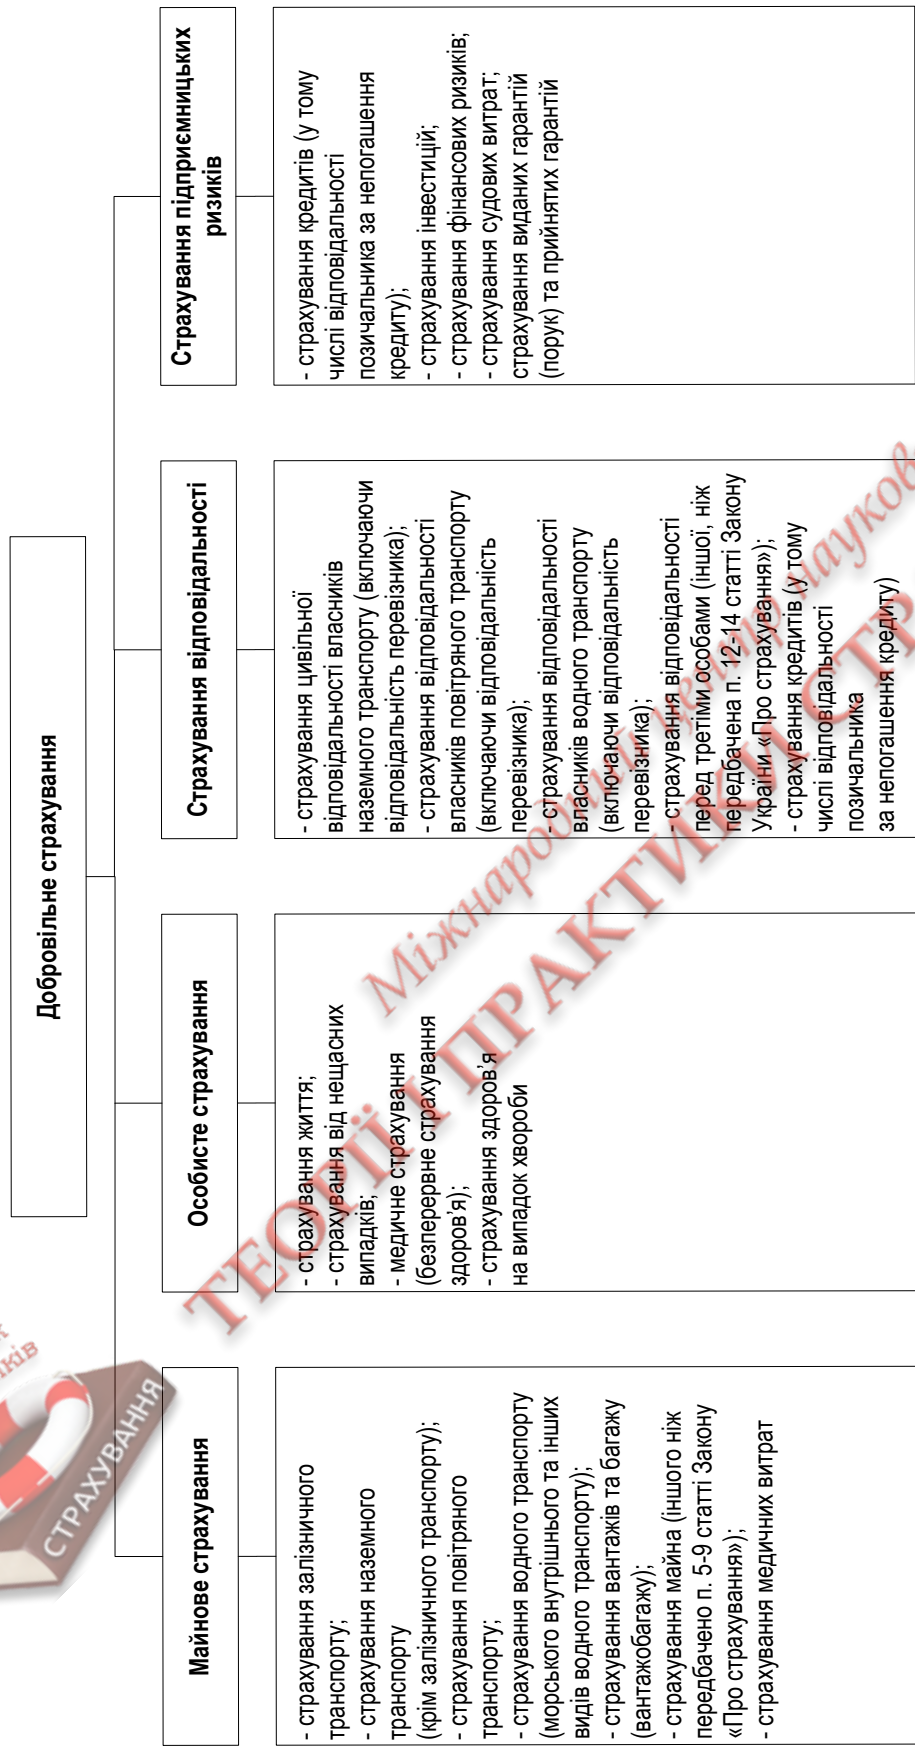 Добровільне страхування
Майнове страхування
- страхування залізничного
транспорту;
- страхування наземного
транспорту
(крім залізничного транспорту);
- страхування повітряного
транспорту;
- страхування водного транспорту
(морського внутрішнього та інших
видів водного транспорту);
- страхування вантажів та багажу
(вантажобагажу);
- страхування майна (іншого ніж
передбачено п. 5-9 статті Закону
«Про страхування»);
- страхування медичних витрат
Особисте страхування
- страхування життя;
- страхування від нещасних
випадків;
- медичне страхування
(безперервне страхування
здоров’я);
- страхування здоров’я
на випадок хвороби
Страхування відповідальності
- страхування цивільної
відповідальності власників
наземного транспорту (включаючи
відповідальність перевізника);
- страхування відповідальності
власників повітряного транспорту
(включаючи відповідальність
перевізника);
- страхування відповідальності
власників водного транспорту
(включаючи відповідальність
перевізника);
- страхування відповідальності
перед третіми особами (іншої, ніж
передбачена п. 12-14 статті Закону
України «Про страхування»);
- страхування кредитів (у тому
числі відповідальності
позичальника
за непогашення кредиту)
Страхування підприємницьких
ризиків
- страхування кредитів (у тому
числі відповідальності
позичальника за непогашення
кредиту);
- страхування інвестицій;
- страхування фінансових ризиків;
- страхування судових витрат;
страхування виданих гарантій
(порук) та прийнятих гарантій
СТРАХУВАННЯ
Міжнародний центр
ТЕОРІЇ І ПРАКТИКИ